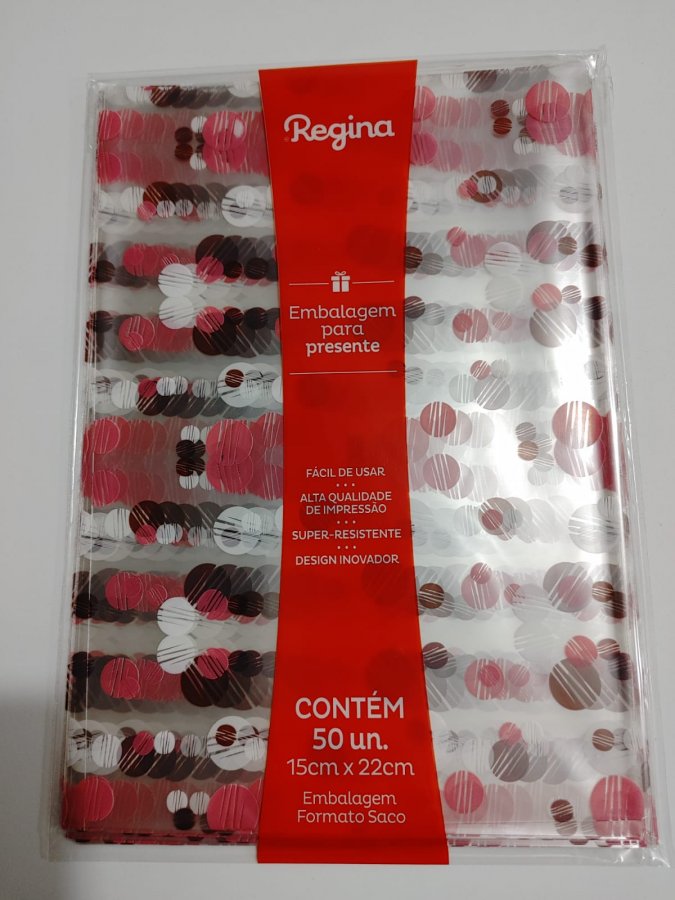 Regina
Embalagem
para
presente
FÁCIL DE USAR
ALTA QUALIDADE
DE IMPRESSÃO
SUPER-RESISTENTE
DESIGN INOVADOR
CONTÉM
50 un.
15cm x 22cm
Embalagem
Formato Saco